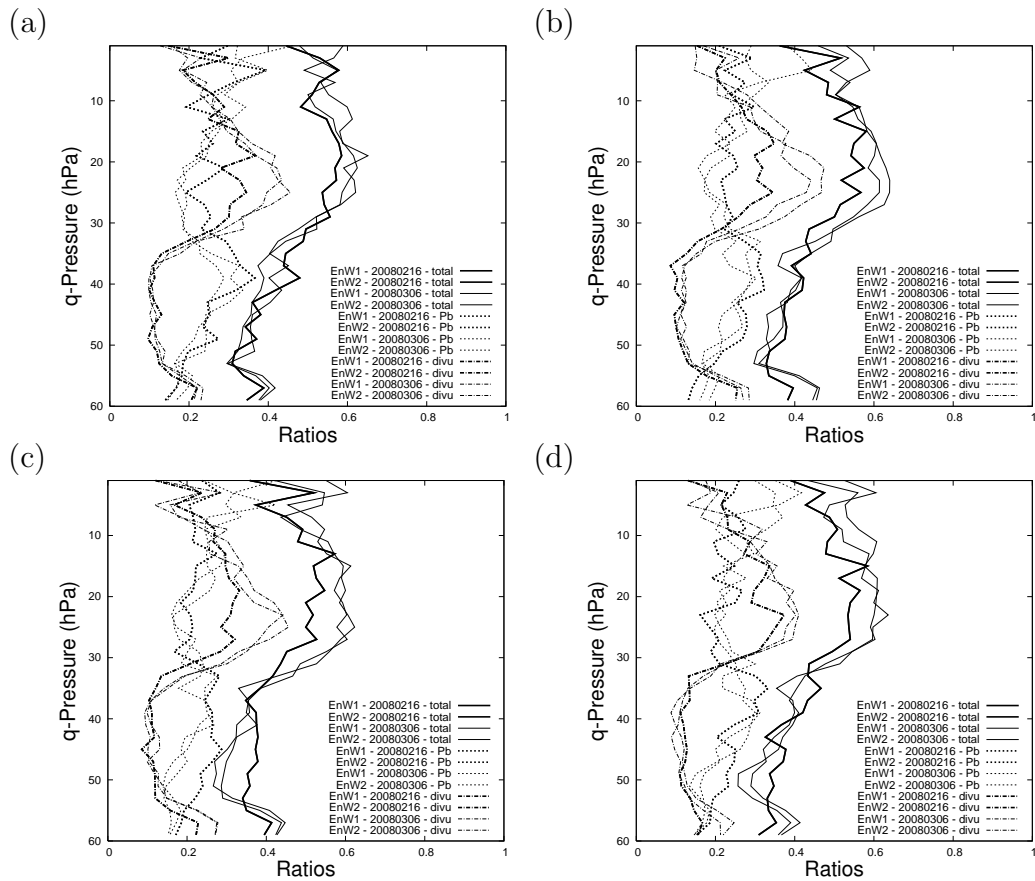 (a)
q-Pressure (hPa)
10
20
30
40
50
60
EnW1 - 20080216 - total
EnW2 - 20080216 - total
EnW1 - 20080306 - total
EnW2 - 20080306 - total
EnW1 - 20080216 - Pb
EnW2 - 20080216 - Pb
EnW1 - 20080306 - Pb
EnW2 - 20080306 - Pb
EnW1 - 20080216 - divu
EnW2 - 20080216 - divu
EnW1 - 20080306 - divu
EnW2 - 20080306 - divu
0 0.2 0.4 0.6 0.8 1
Ratios
(b)
q-Pressure (hPa)
10
20
30
40
50
60
EnW1 - 20080216 - total
EnW2 - 20080216 - total
EnW1 - 20080306 - total
EnW2 - 20080306 - total
EnW1 - 20080216 - Pb
EnW2 - 20080216 - Pb
EnW1 - 20080306 - Pb
EnW2 - 20080306 - Pb
EnW1 - 20080216 - divu
EnW2 - 20080216 - divu
EnW1 - 20080306 - divu
EnW2 - 20080306 - divu
0 0.2 0.4 0.6 0.8 1
Ratios
(c)
q-Pressure (hPa)
10
20
30
40
50
60
EnW1 - 20080216 - total
EnW2 - 20080216 - total
EnW1 - 20080306 - total
EnW2 - 20080306 - total
EnW1 - 20080216 - Pb
EnW2 - 20080216 - Pb
EnW1 - 20080306 - Pb
EnW2 - 20080306 - Pb
EnW1 - 20080216 - divu
EnW2 - 20080216 - divu
EnW1 - 20080306 - divu
EnW2 - 20080306 - divu
0 0.2 0.4 0.6 0.8 1
Ratios
(d)
q-Pressure (hPa)
10
20
30
40
50
60
EnW1 - 20080216 - total
EnW2 - 20080216 - total
EnW1 - 20080306 - total
EnW2 - 20080306 - total
EnW1 - 20080216 - Pb
EnW2 - 20080216 - Pb
EnW1 - 20080306 - Pb
EnW2 - 20080306 - Pb
EnW1 - 20080216 - divu
EnW2 - 20080216 - divu
EnW1 - 20080306 - divu
EnW2 - 20080306 - divu
0 0.2 0.4 0.6 0.8 1
Ratios